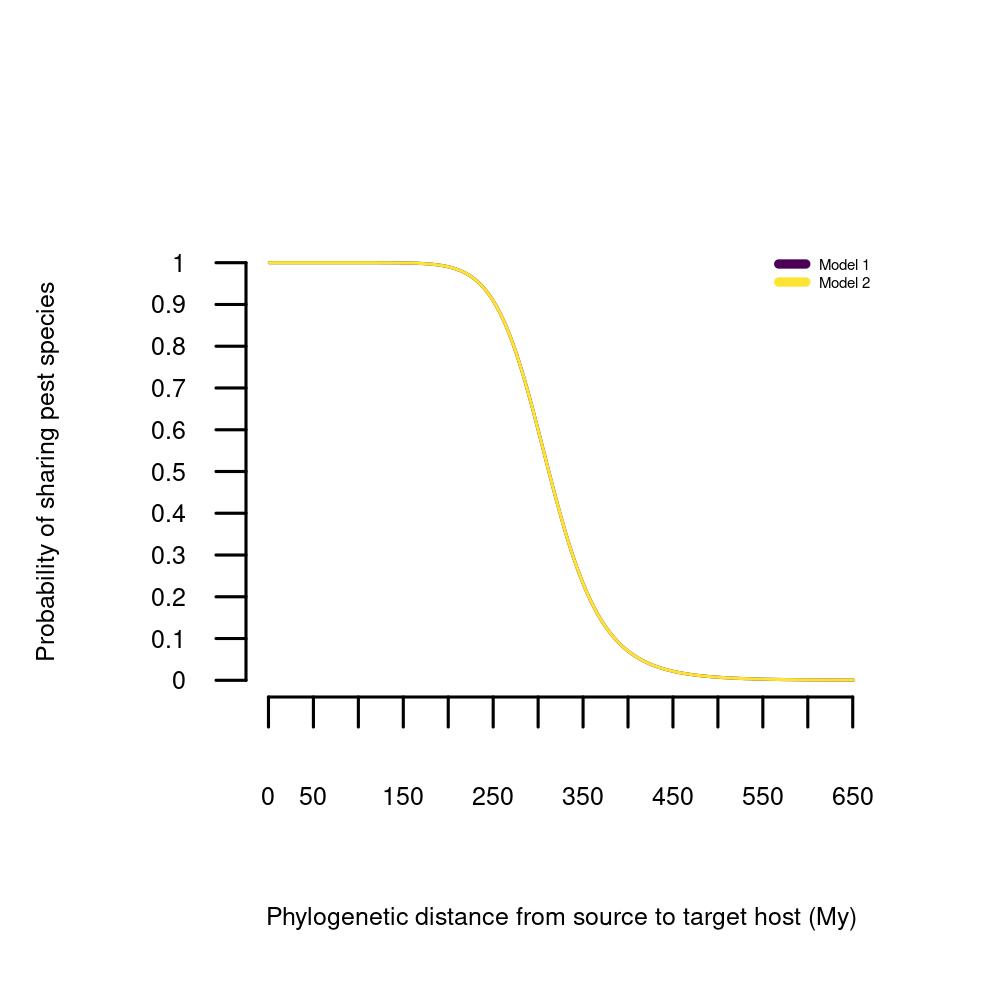 Model 1
Model 2
Probability of sharing pest species
1
0.9
0.8
0.7
0.6
0.5
0.4
0.3
0.2
0.1
0
0 50 150 250 350 450 550 650
Phylogenetic distance from source to target host (My)